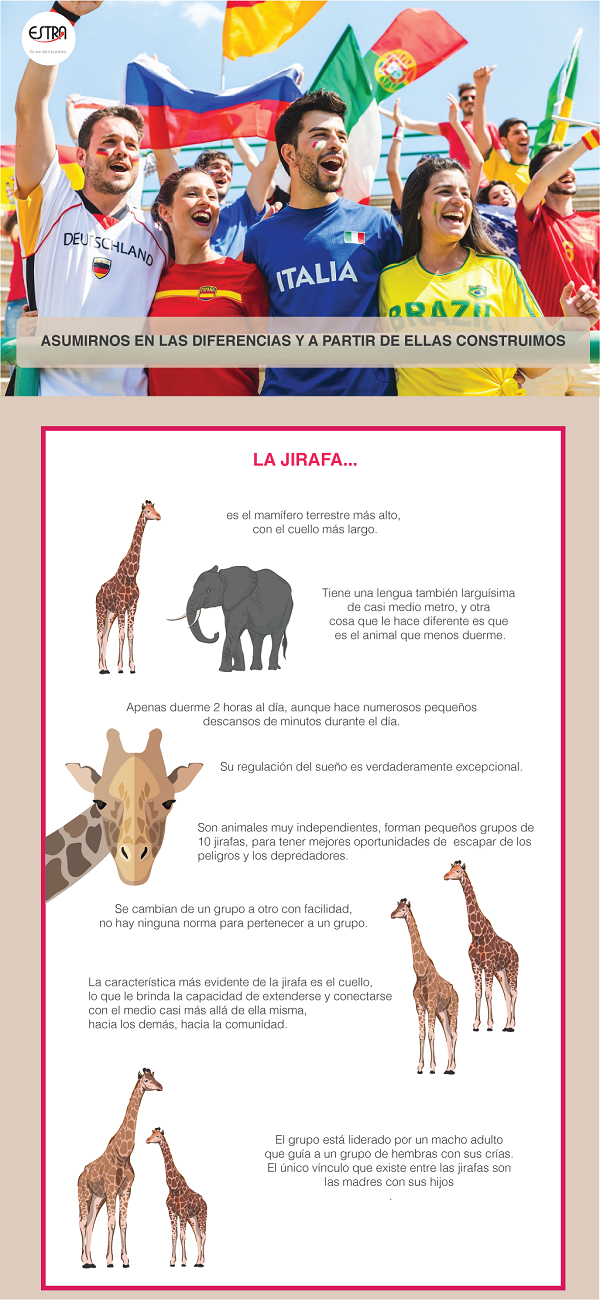 ESTRA
Por una vida más práctica
DEUTSCHLAND
ESPAÑA
ITALIA
BRAZIL
ASUMIRNOS EN LAS DIFERENCIAS Y A PARTIR DE ELLAS CONSTRUIMOS
LA JIRAFA...
es el mamífero terrestre más alto,
con el cuello más largo.
Tiene una lengua también larguísima
de casi medio metro, y otra
cosa que le hace diferente es que
es el animal que menos duerme.
Apenas duerme 2 horas al día, aunque hace numerosos pequeños
descansos de minutos durante el día.
Su regulación del sueño es verdaderamente excepcional.
Son animales muy independientes, forman pequeños grupos de
10 jirafas, para tener mejores oportunidades de escapar de los
peligros y los depredadores.
Se cambian de un grupo a otro con facilidad,
no hay ninguna norma para pertenecer a un grupo.
La característica más evidente de la jirafa es el cuello,
lo que le brinda la capacidad de extenderse y conectarse
con el medio casi más allá de ella misma,
hacia los demás, hacia la comunidad.
El grupo está liderado por un macho adulto
que guía a un grupo de hembras con sus crías.
El único vínculo que existe entre las jirafas son
las madres con sus hijos
.